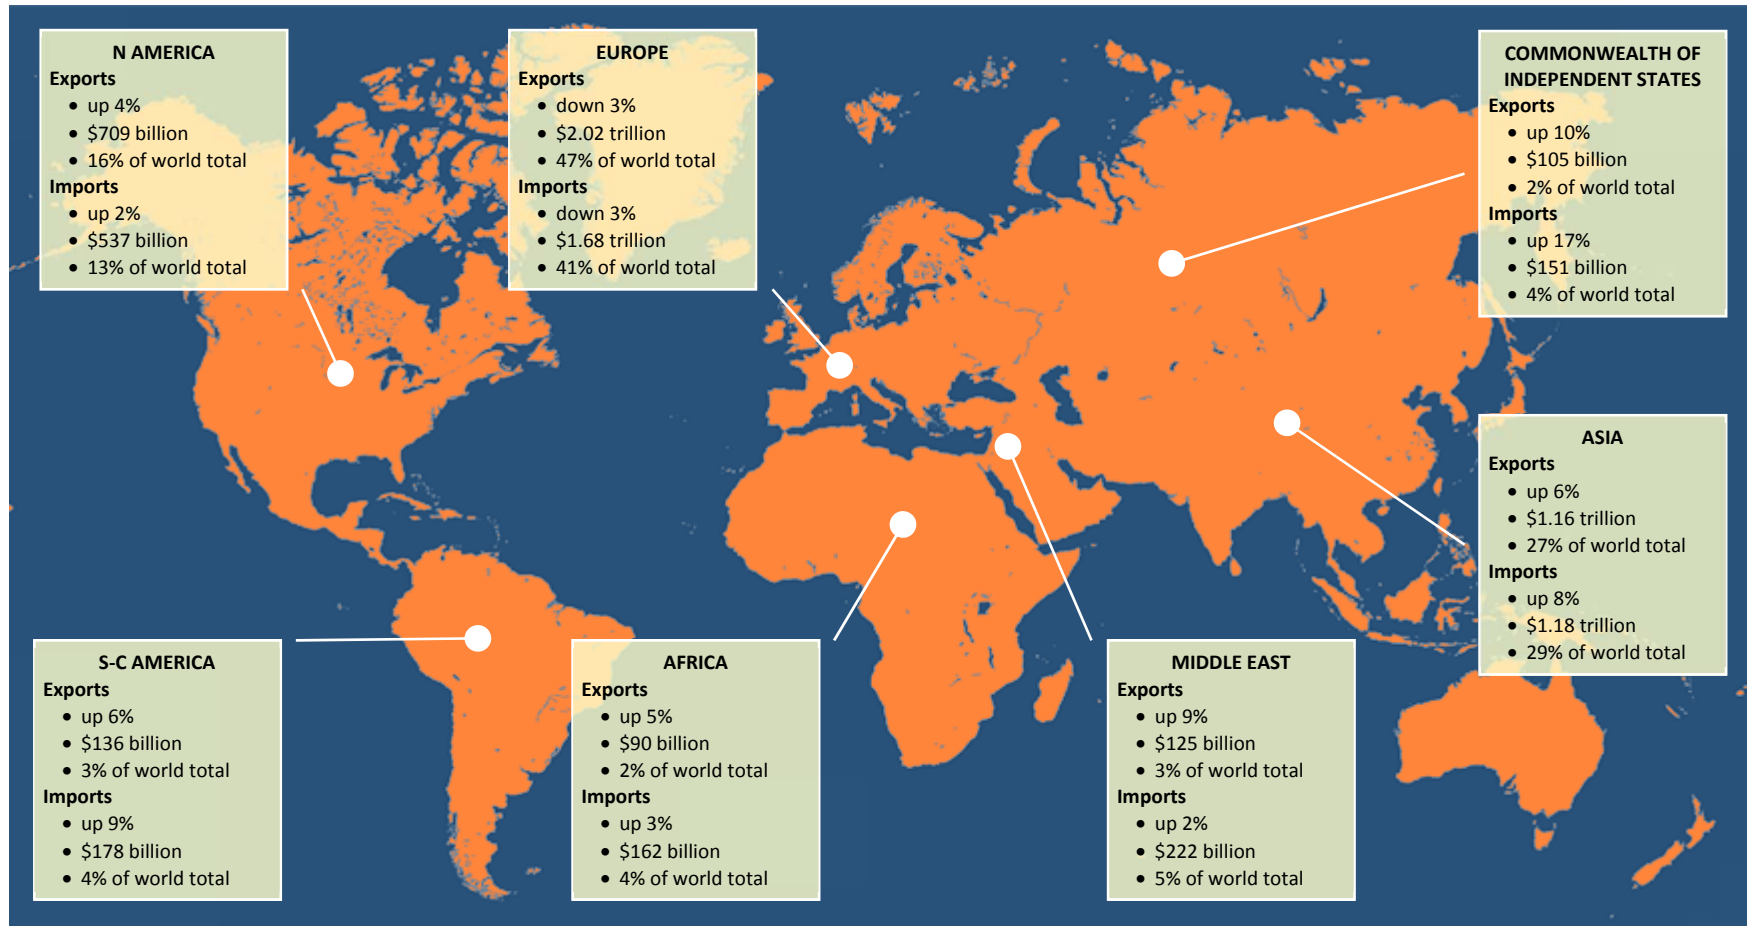 N AMERICA
Exports
• up 4%
• $709 billion
• 16% of world total
Imports
• up 2%
• $537 billion
• 13% of world total
EUROPE
Exports
• down 3%
• $2.02 trillion
• 47% of world total
Imports
• down 3%
• $1.68 trillion
• 41% of world total
COMMONWEALTH OF
INDEPENDENT STATES
Exports
• up 10%
• $105 billion
• 2% of world total
Imports
• up 17%
• $151 billion
• 4% of world total
ASIA
Exports
• up 6%
• $1.16 trillion
• 27% of world total
Imports
• up 8%
• $1.18 trillion
• 29% of world total
S-C AMERICA
Exports
• up 6%
• $136 billion
• 3% of world total
Imports
• up 9%
• $178 billion
• 4% of world total
AFRICA
Exports
• up 5%
• $90 billion
• 2% of world total
Imports
• up 3%
• $162 billion
• 4% of world total
MIDDLE EAST
Exports
• up 9%
• $125 billion
• 3% of world total
Imports
• up 2%
• $222 billion
• 5% of world total